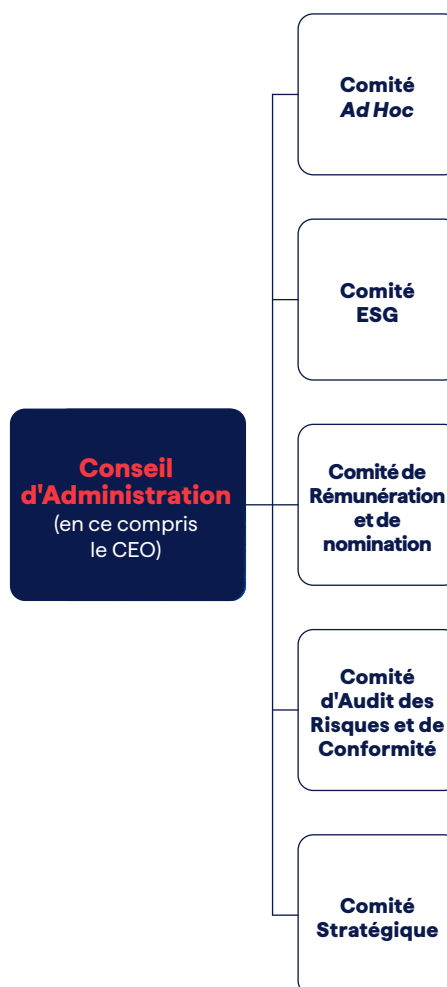 Comité
Ad Hoc
Comité
ESG
Conseil
d'Administration
(en ce compris
le CEO)
Comité de
Rémunération
et de
nomination
Comité
d'Audit des
Risques et de
Conformité
Comité
Stratégique